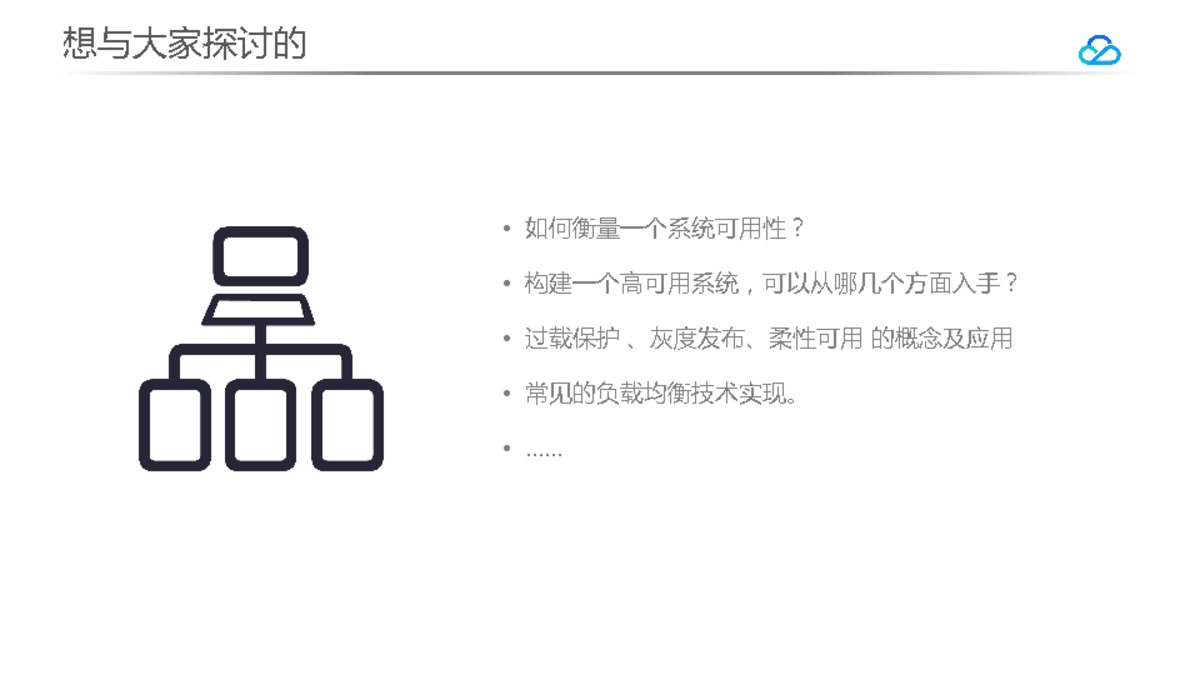 想与大家探讨的
• 如何衡量一个系统可用性？
• 构建一个高可用系统，可以从哪几个方面入手？
• 过载保护 、灰度发布、柔性可用 的概念及应用
• 常见的负载均衡技术实现。
• ......